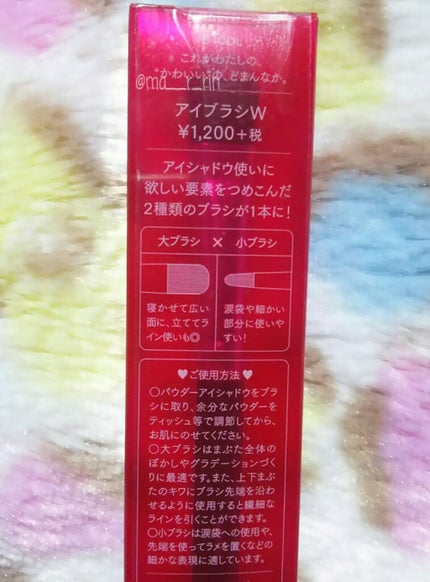 これがわたしの、
"かわいい"の、どまんなか。
@ma__r_rin
アイブラシW
¥1,200+税
アイシャドウ使いに
欲しい要素をつめこんだ
2種類のブラシが1本に!
大ブラシ × 小ブラシ
寝かせて広い
面に、立ててラ
イン使いも◎
涙袋や細かい
部分に使いや
すい!
♥ご使用方法♥
○パウダーアイシャドウをブラ
シに取り、余分なパウダーを
ティッシュ等で調節してから、
お肌にのせてください。
○大ブラシはまぶた全体の
ぼかしやグラデーションづく
りに最適です。また、上下まぶ
たのキワにブラシ先端を沿わ
せるように使用すると繊細な
ラインを引くことができます。
○小ブラシは涙袋への使用や、
先端を使ってラメを置くなどの
細かな表現に適しています。